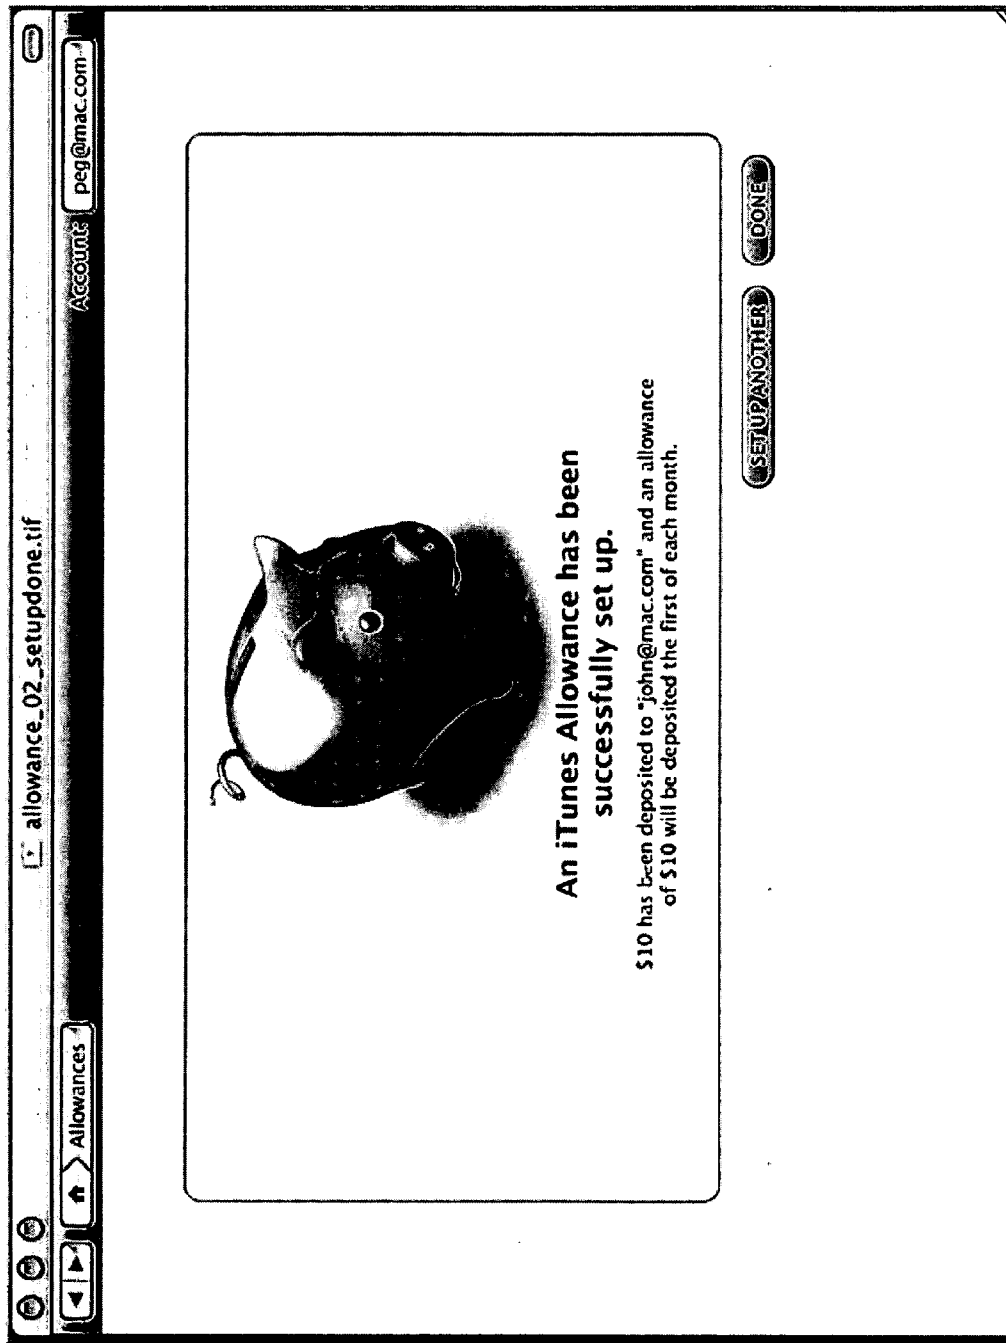 allowance_02_setupdone.tif
Allowances
Account: peg@mac.com
An iTunes Allowance has been
successfully set up.
$10 has been deposited to "john@mac.com" and an allowance
of $10 will be deposited the first of each month.
SET UP ANOTHER
DONE